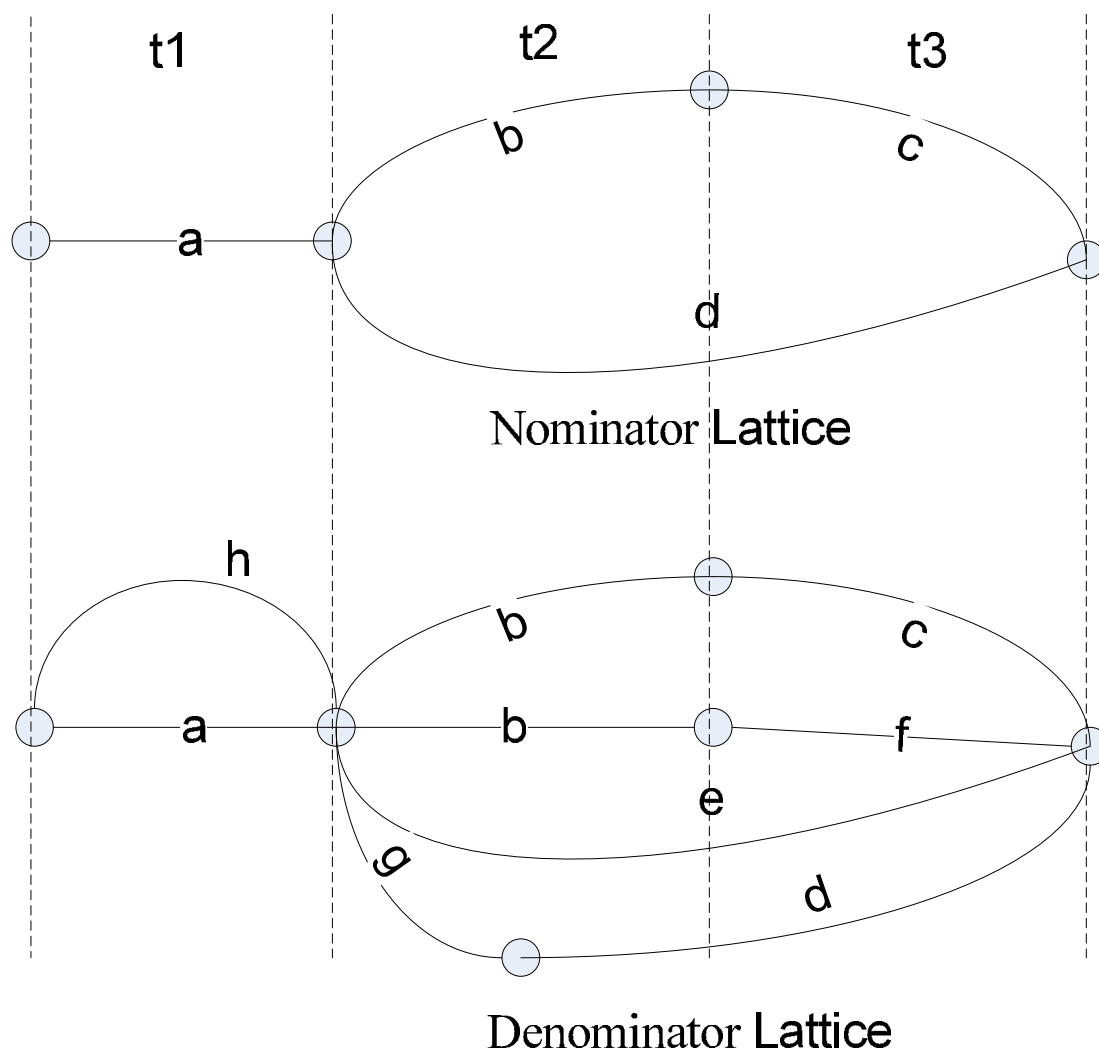 t1 t2 t3
b c
a
d
Nominator Lattice
h
b c
a b f
e
g d
Denominator Lattice